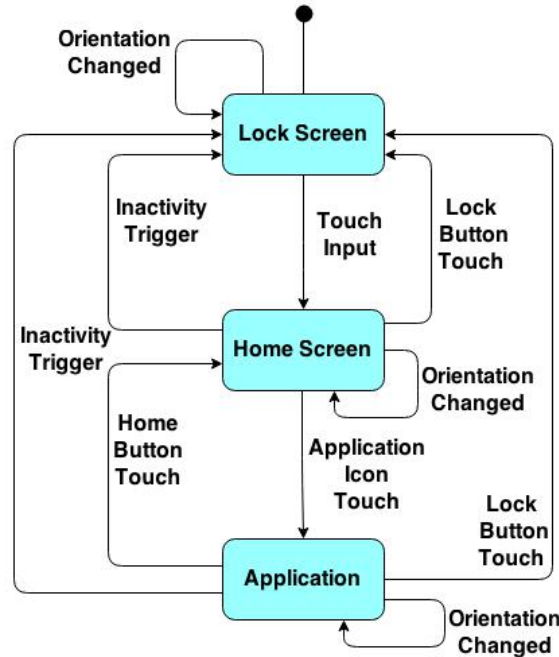 Orientation
Changed
Lock Screen
Inactivity
Trigger
Touch
Input
Lock
Button
Touch
Inactivity
Trigger
Home Screen
Orientation
Changed
Home
Button
Touch
Application
Icon
Touch
Lock
Button
Touch
Application
Orientation
Changed